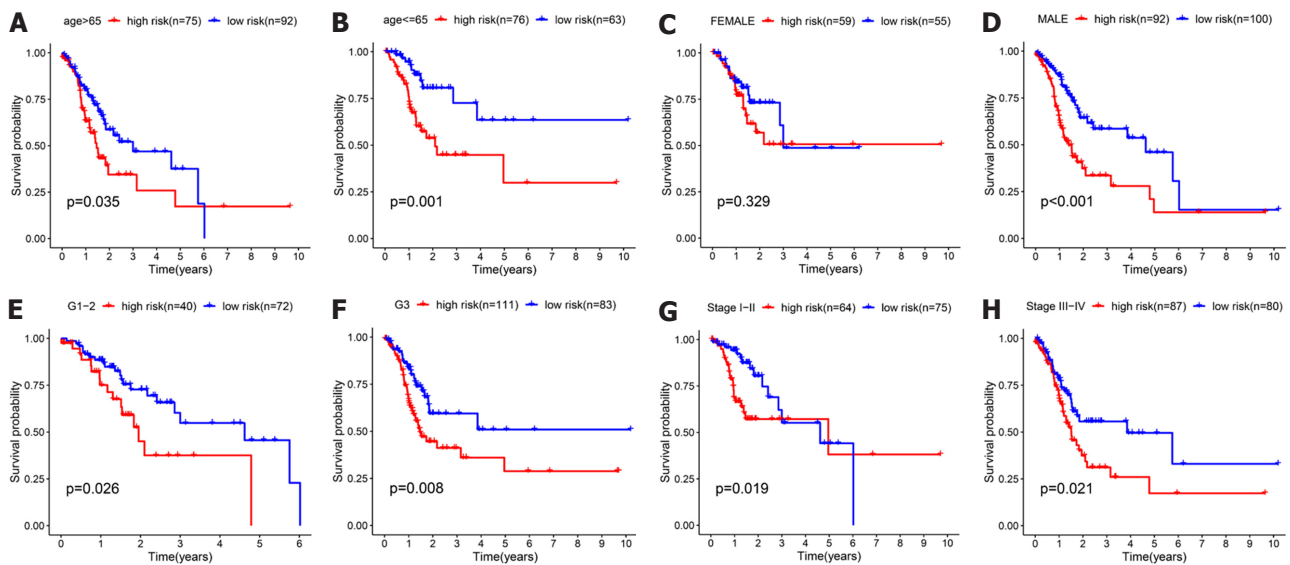 A age>65 high risk(n=75) low risk(n=92)
Survival probability
1.00
0.75
0.50
0.25
0.00
p=0.035
0 1 2 3 4 5 6 7 8 9 10
Time(years)
B age<=65 high risk(n=76) low risk(n=63)
Survival probability
1.00
0.75
0.50
0.25
0.00
p=0.001
0 1 2 3 4 5 6 7 8 9 10
Time(years)
C FEMALE high risk(n=59) low risk(n=55)
Survival probability
1.00
0.75
0.50
0.25
0.00
p=0.329
0 1 2 3 4 5 6 7 8 9 10
Time(years)
D MALE high risk(n=92) low risk(n=100)
Survival probability
1.00
0.75
0.50
0.25
0.00
p<0.001
0 1 2 3 4 5 6 7 8 9 10
Time(years)
E G1-2 high risk(n=40) low risk(n=72)
Survival probability
1.00
0.75
0.50
0.25
0.00
p=0.026
0 1 2 3 4 5 6
Time(years)
F G3 high risk(n=111) low risk(n=83)
Survival probability
1.00
0.75
0.50
0.25
0.00
p=0.008
0 1 2 3 4 5 6 7 8 9 10
Time(years)
G Stage I-II high risk(n=64) low risk(n=75)
Survival probability
1.00
0.75
0.50
0.25
0.00
p=0.019
0 1 2 3 4 5 6 7 8 9 10
Time(years)
H Stage III-IV high risk(n=87) low risk(n=80)
Survival probability
1.00
0.75
0.50
0.25
0.00
p=0.021
0 1 2 3 4 5 6 7 8 9 10
Time(years)